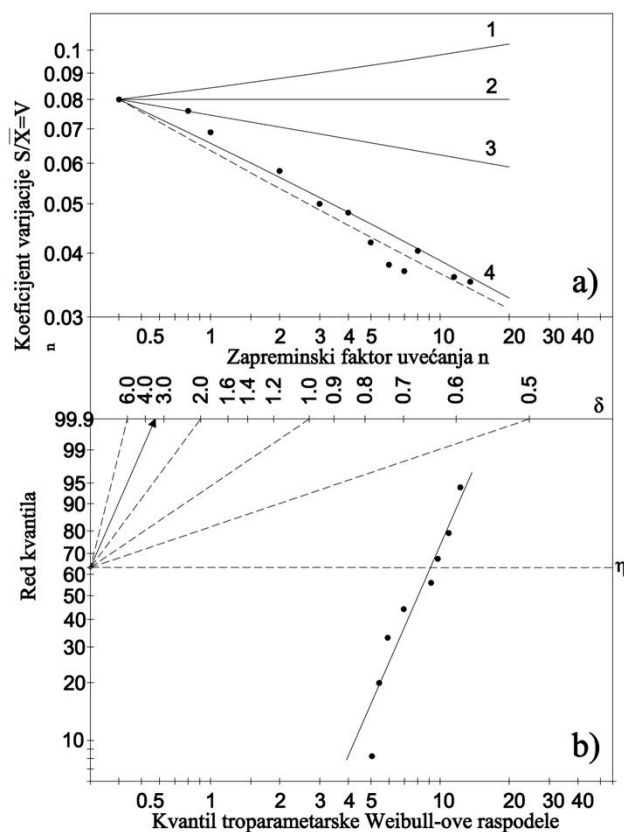 Koeficijent varijacije S/X̅=V
n
0.1
0.09
0.08
0.07
0.06
0.05
0.04
0.03
1
2
3
4
a)
0.5 1 2 3 4 5 10 20 30 40
Zapreminski faktor uvećanja n
6.0 4.0 3.0 2.0 1.6 1.4 1.2 1.0 0.9 0.8 0.7 0.6 0.5 δ
Red kvantila
99.9
99
95
90
80
70
60
50
40
30
20
10
η
b)
0.5 1 2 3 4 5 10 20 30 40
Kvantil troparametarske Weibull-ove raspodele